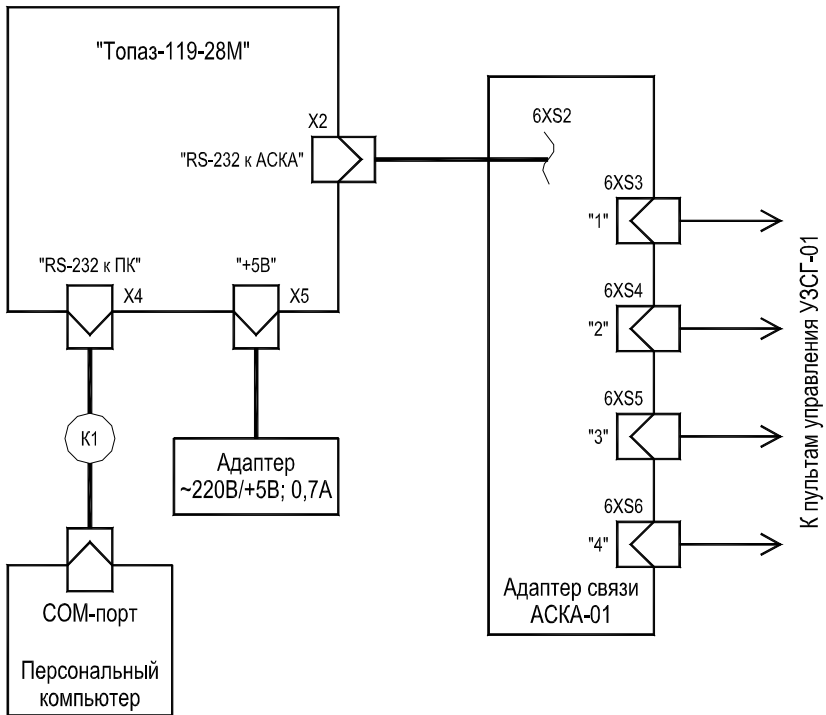 "Топаз-119-28М"
X2
"RS-232 к АСКА"
6XS2
6XS3
"1"
"RS-232 к ПК"
"+5В"
X4
X5
6XS4
"2"
6XS5
"3"
К1
Адаптер
~220В/+5В; 0,7А
6XS6
"4"
К пультам управления УЗСГ-01
Адаптер связи
АСКА-01
COM-порт
Персональный
компьютер